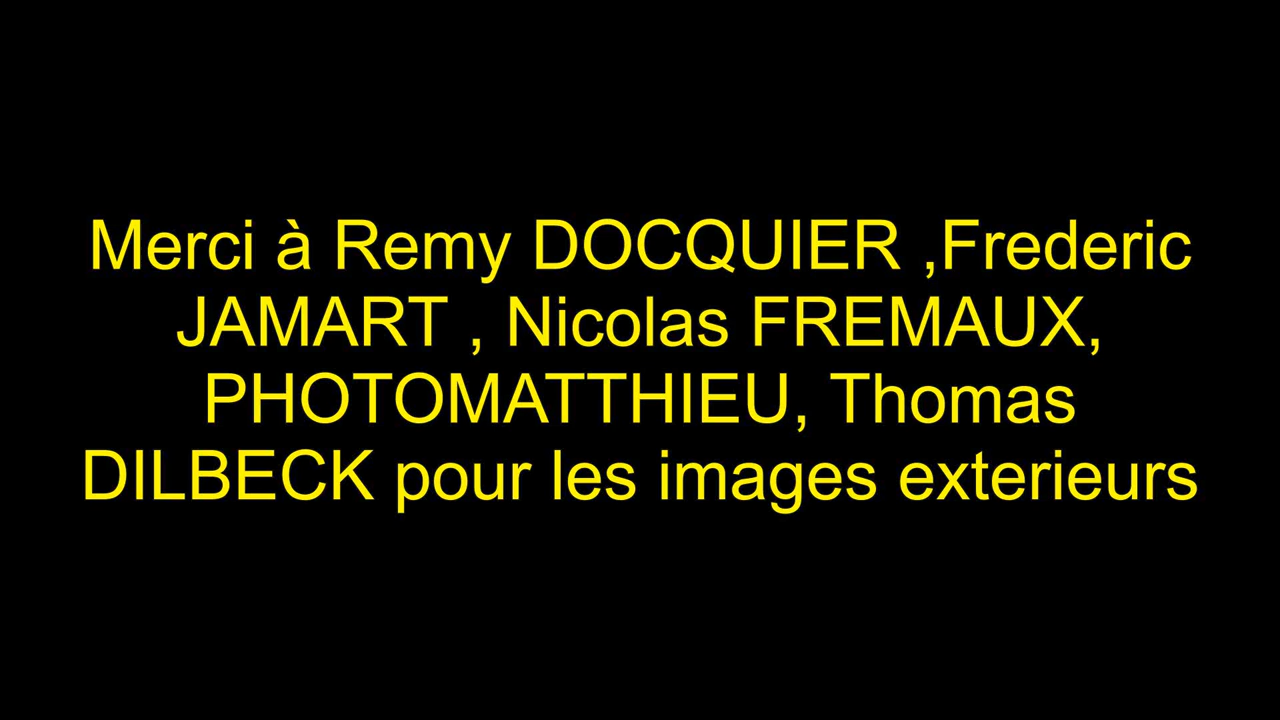 Merci à Remy DOCQUIER ,Frederic
JAMART , Nicolas FREMAUX,
PHOTOMATTHIEU, Thomas
DILBECK pour les images exterieurs